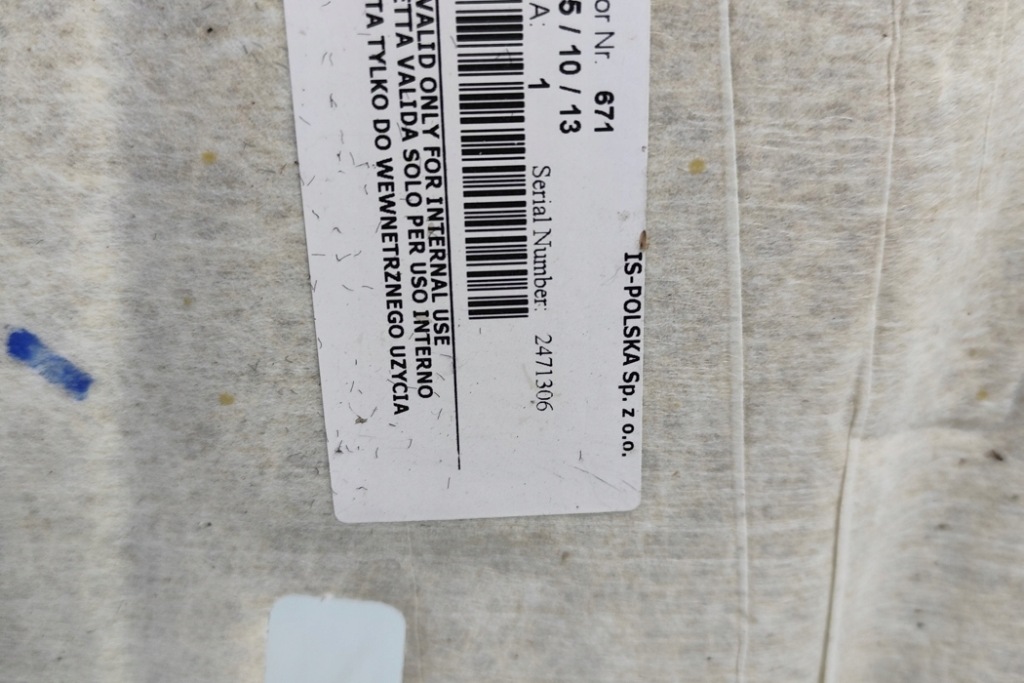 IS-POLSKA Sp. z o.o.
or Nr. 671
5 / 10 / 13
A: 1
Serial Number: 2471306
VALID ONLY FOR INTERNAL USE
ETTA VALIDA SOLO PER USO INTERNO
TA TYLKO DO WEWNETRZNEGO UZYCIA